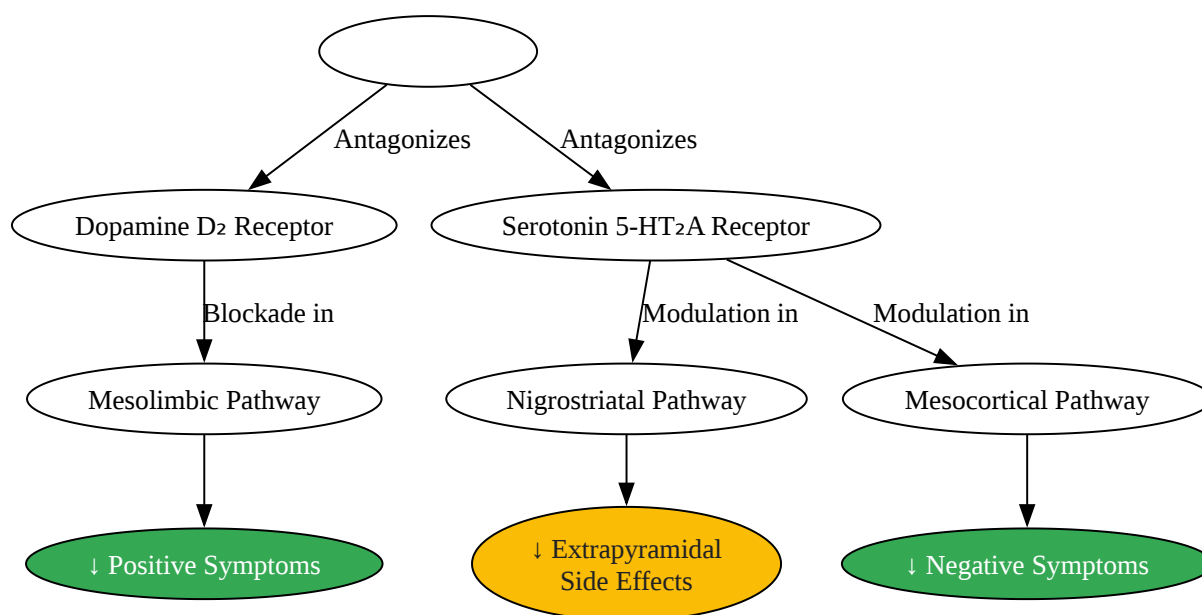 Antagonizes
Antagonizes
Dopamine D₂ Receptor
Serotonin 5-HT₂A Receptor
Blockade in
Modulation in
Modulation in
Mesolimbic Pathway
Nigrostriatal Pathway
Mesocortical Pathway
↓ Positive Symptoms
↓ Extrapyramidal
Side Effects
↓ Negative Symptoms